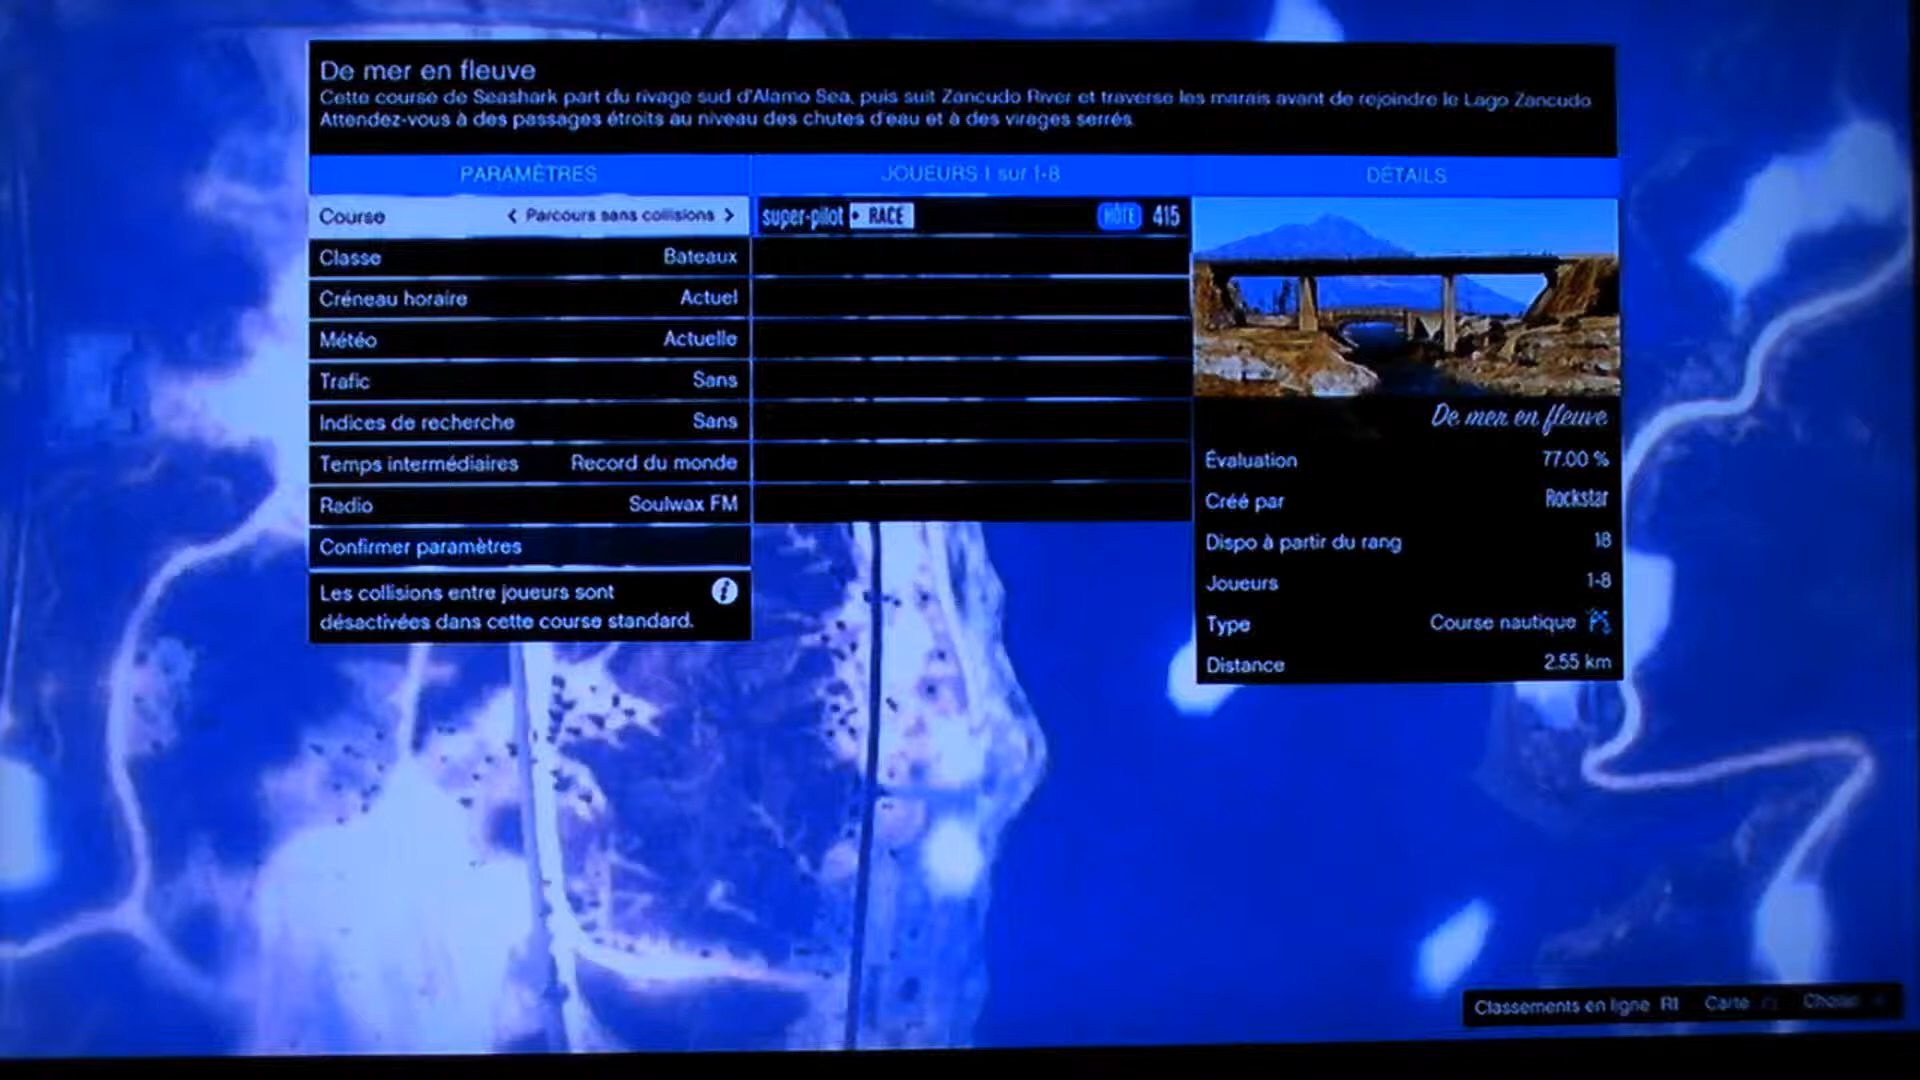 De mer en fleuve
Cette course de Seashark part du rivage sud d'Alamo Sea, puis suit Zancudo River et traverse les marais avant de rejoindre le Lago Zancudo.
Attendez-vous à des passages étroits au niveau des chutes d'eau et à des virages serrés.
PARAMÈTRES
Course < Parcours sans collisions >
Classe Bateaux
Créneau horaire Actuel
Météo Actuelle
Trafic Sans
Indices de recherche Sans
Temps intermédiaires Record du monde
Radio Soulwax FM
Confirmer paramètres
Les collisions entre joueurs sont
désactivées dans cette course standard.
JOUEURS 1 sur 1-8
super-pilot • RACE HÔTE 415
DÉTAILS
De mer en fleuve
Évaluation 77.00 %
Créé par Rockstar
Dispo à partir du rang 18
Joueurs 1-8
Type Course nautique
Distance 2.55 km
Classements en ligne R1 Carte